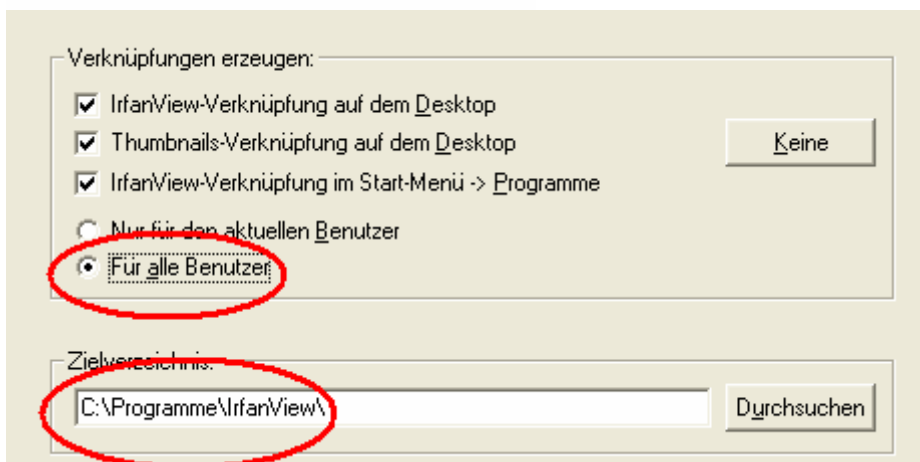 Verknüpfungen erzeugen:
IrfanView-Verknüpfung auf dem Desktop
Thumbnails-Verknüpfung auf dem Desktop
Keine
IrfanView-Verknüpfung im Start-Menü -> Programme
Nur für den aktuellen Benutzer
Für alle Benutzer
Zielverzeichnis:
C:\Programme\IrfanView\
Durchsuchen